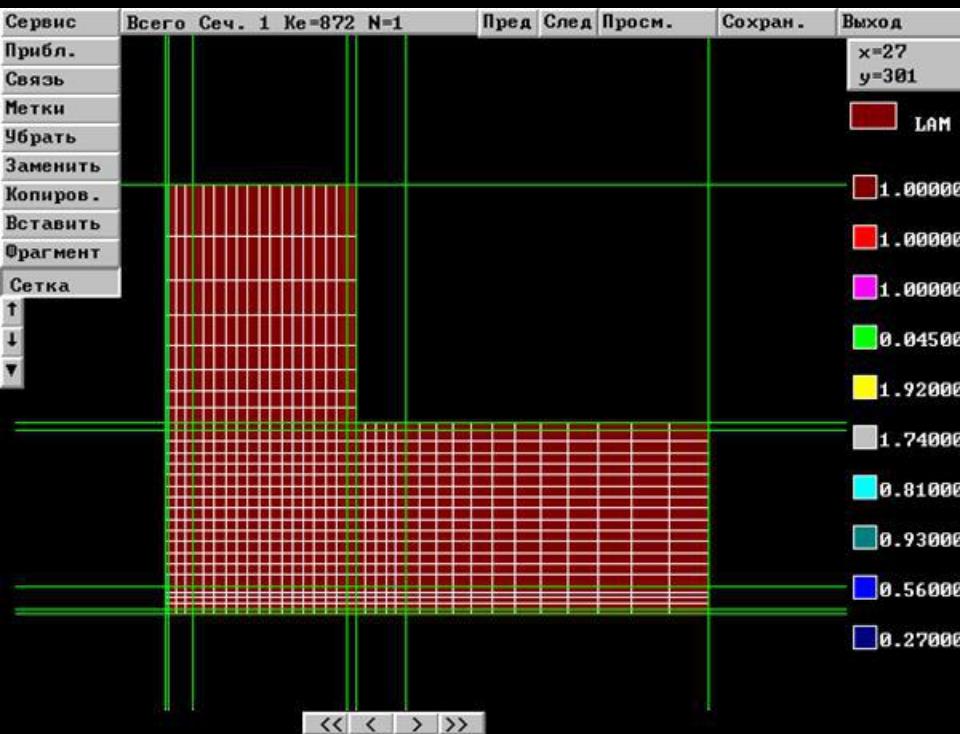 Сервис Всего Сеч. 1 Ке=872 N=1 Пред След Просм. Сохран. Выход
Прибл.
Связь
Метки
Убрать
Заменить
Копиров.
Вставить
Фрагмент
Сетка
↑
↓
▼
x=27
y=301
LAM
1.00000
1.00000
1.00000
0.04500
1.92000
1.74000
0.81000
0.93000
0.56000
0.27000
<< < > >>